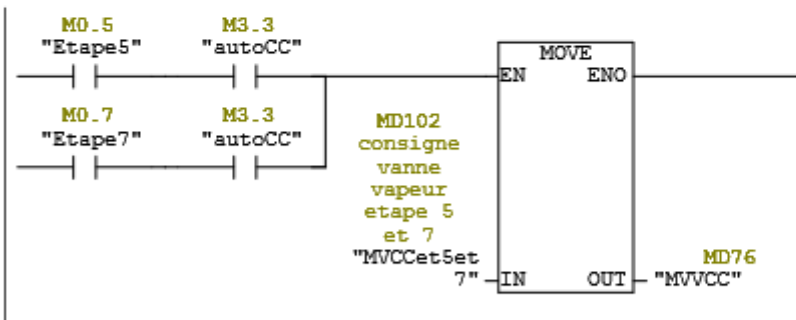 M0.5 M3.3
"Etape5" "autoCC"
MOVE
EN ENO
M0.7 M3.3
"Etape7" "autoCC"
MD102
consigne
vanne
vapeur
etape 5
et 7
"MVCCet5et MD76
7" IN OUT "MVVCC"